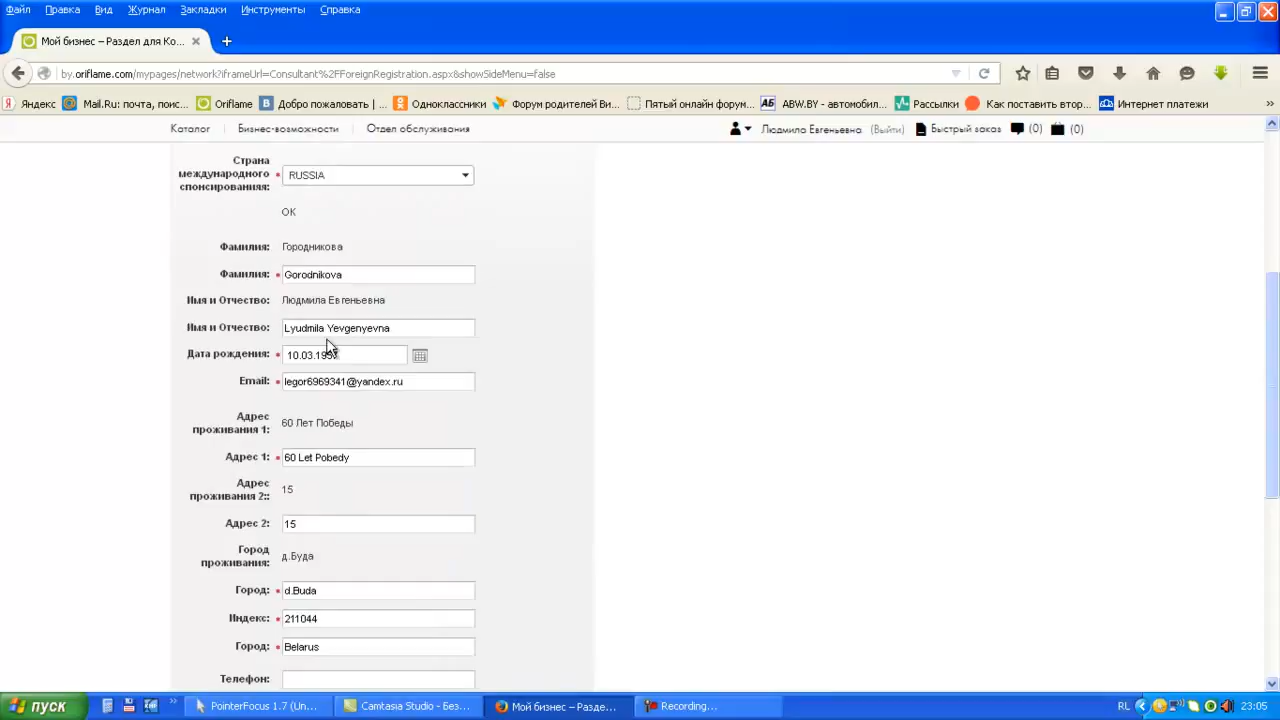 Файл Правка Вид Журнал Закладки Инструменты Справка
Мой бизнес – Раздел для Ко...
by.oriflame.com/mypages/network?iframeUrl=Consultant%2FForeignRegistration.aspx&showSideMenu=false
Яндекс Mail.Ru: почта, поис... Oriflame Добро пожаловать | ... Одноклассники Форум родителей Ви... Пятый онлайн форум... АБ ABW.BY - автомобил... Рассылки Как поставить втор... Интернет платежи
Каталог Бизнес-возможности Отдел обслуживания Людмила Евгеньевна (Выйти) Быстрый заказ (0) (0)
Страна
международного
спонсирования:
RUSSIA
OK
Фамилия: Городникова
Фамилия: Gorodnikova
Имя и Отчество: Людмила Евгеньевна
Имя и Отчество: Lyudmila Yevgenyevna
Дата рождения: 10.03.19
Email: legor6969341@yandex.ru
Адрес
проживания 1:
60 Лет Победы
Адрес 1: 60 Let Pobedy
Адрес
проживания 2::
15
Адрес 2: 15
Город
проживания:
д.Буда
Город: d.Buda
Индекс: 211044
Город: Belarus
Телефон:
пуск PointerFocus 1.7 (Un... Camtasia Studio - Без... Мой бизнес – Разде... Recording... RL 23:05